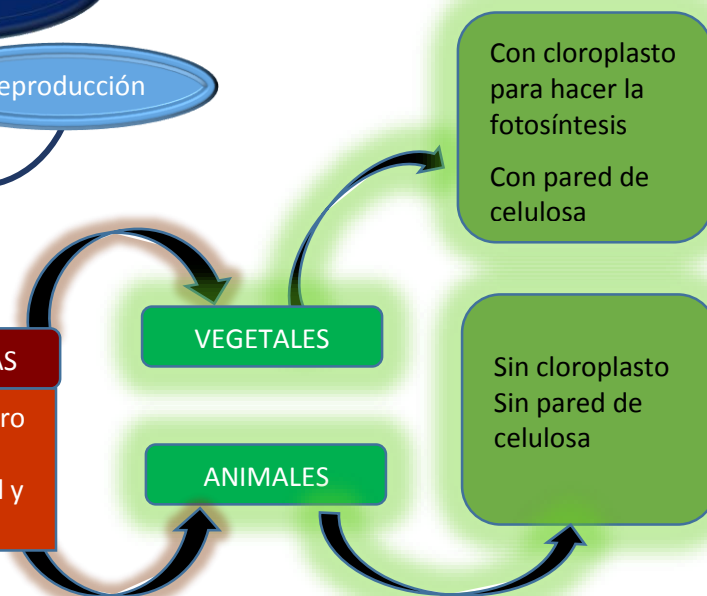 eproducción
Con cloroplasto
para hacer la
fotosíntesis
Con pared de
celulosa
VEGETALES
AS
ro
l y
ANIMALES
Sin cloroplasto
Sin pared de
celulosa